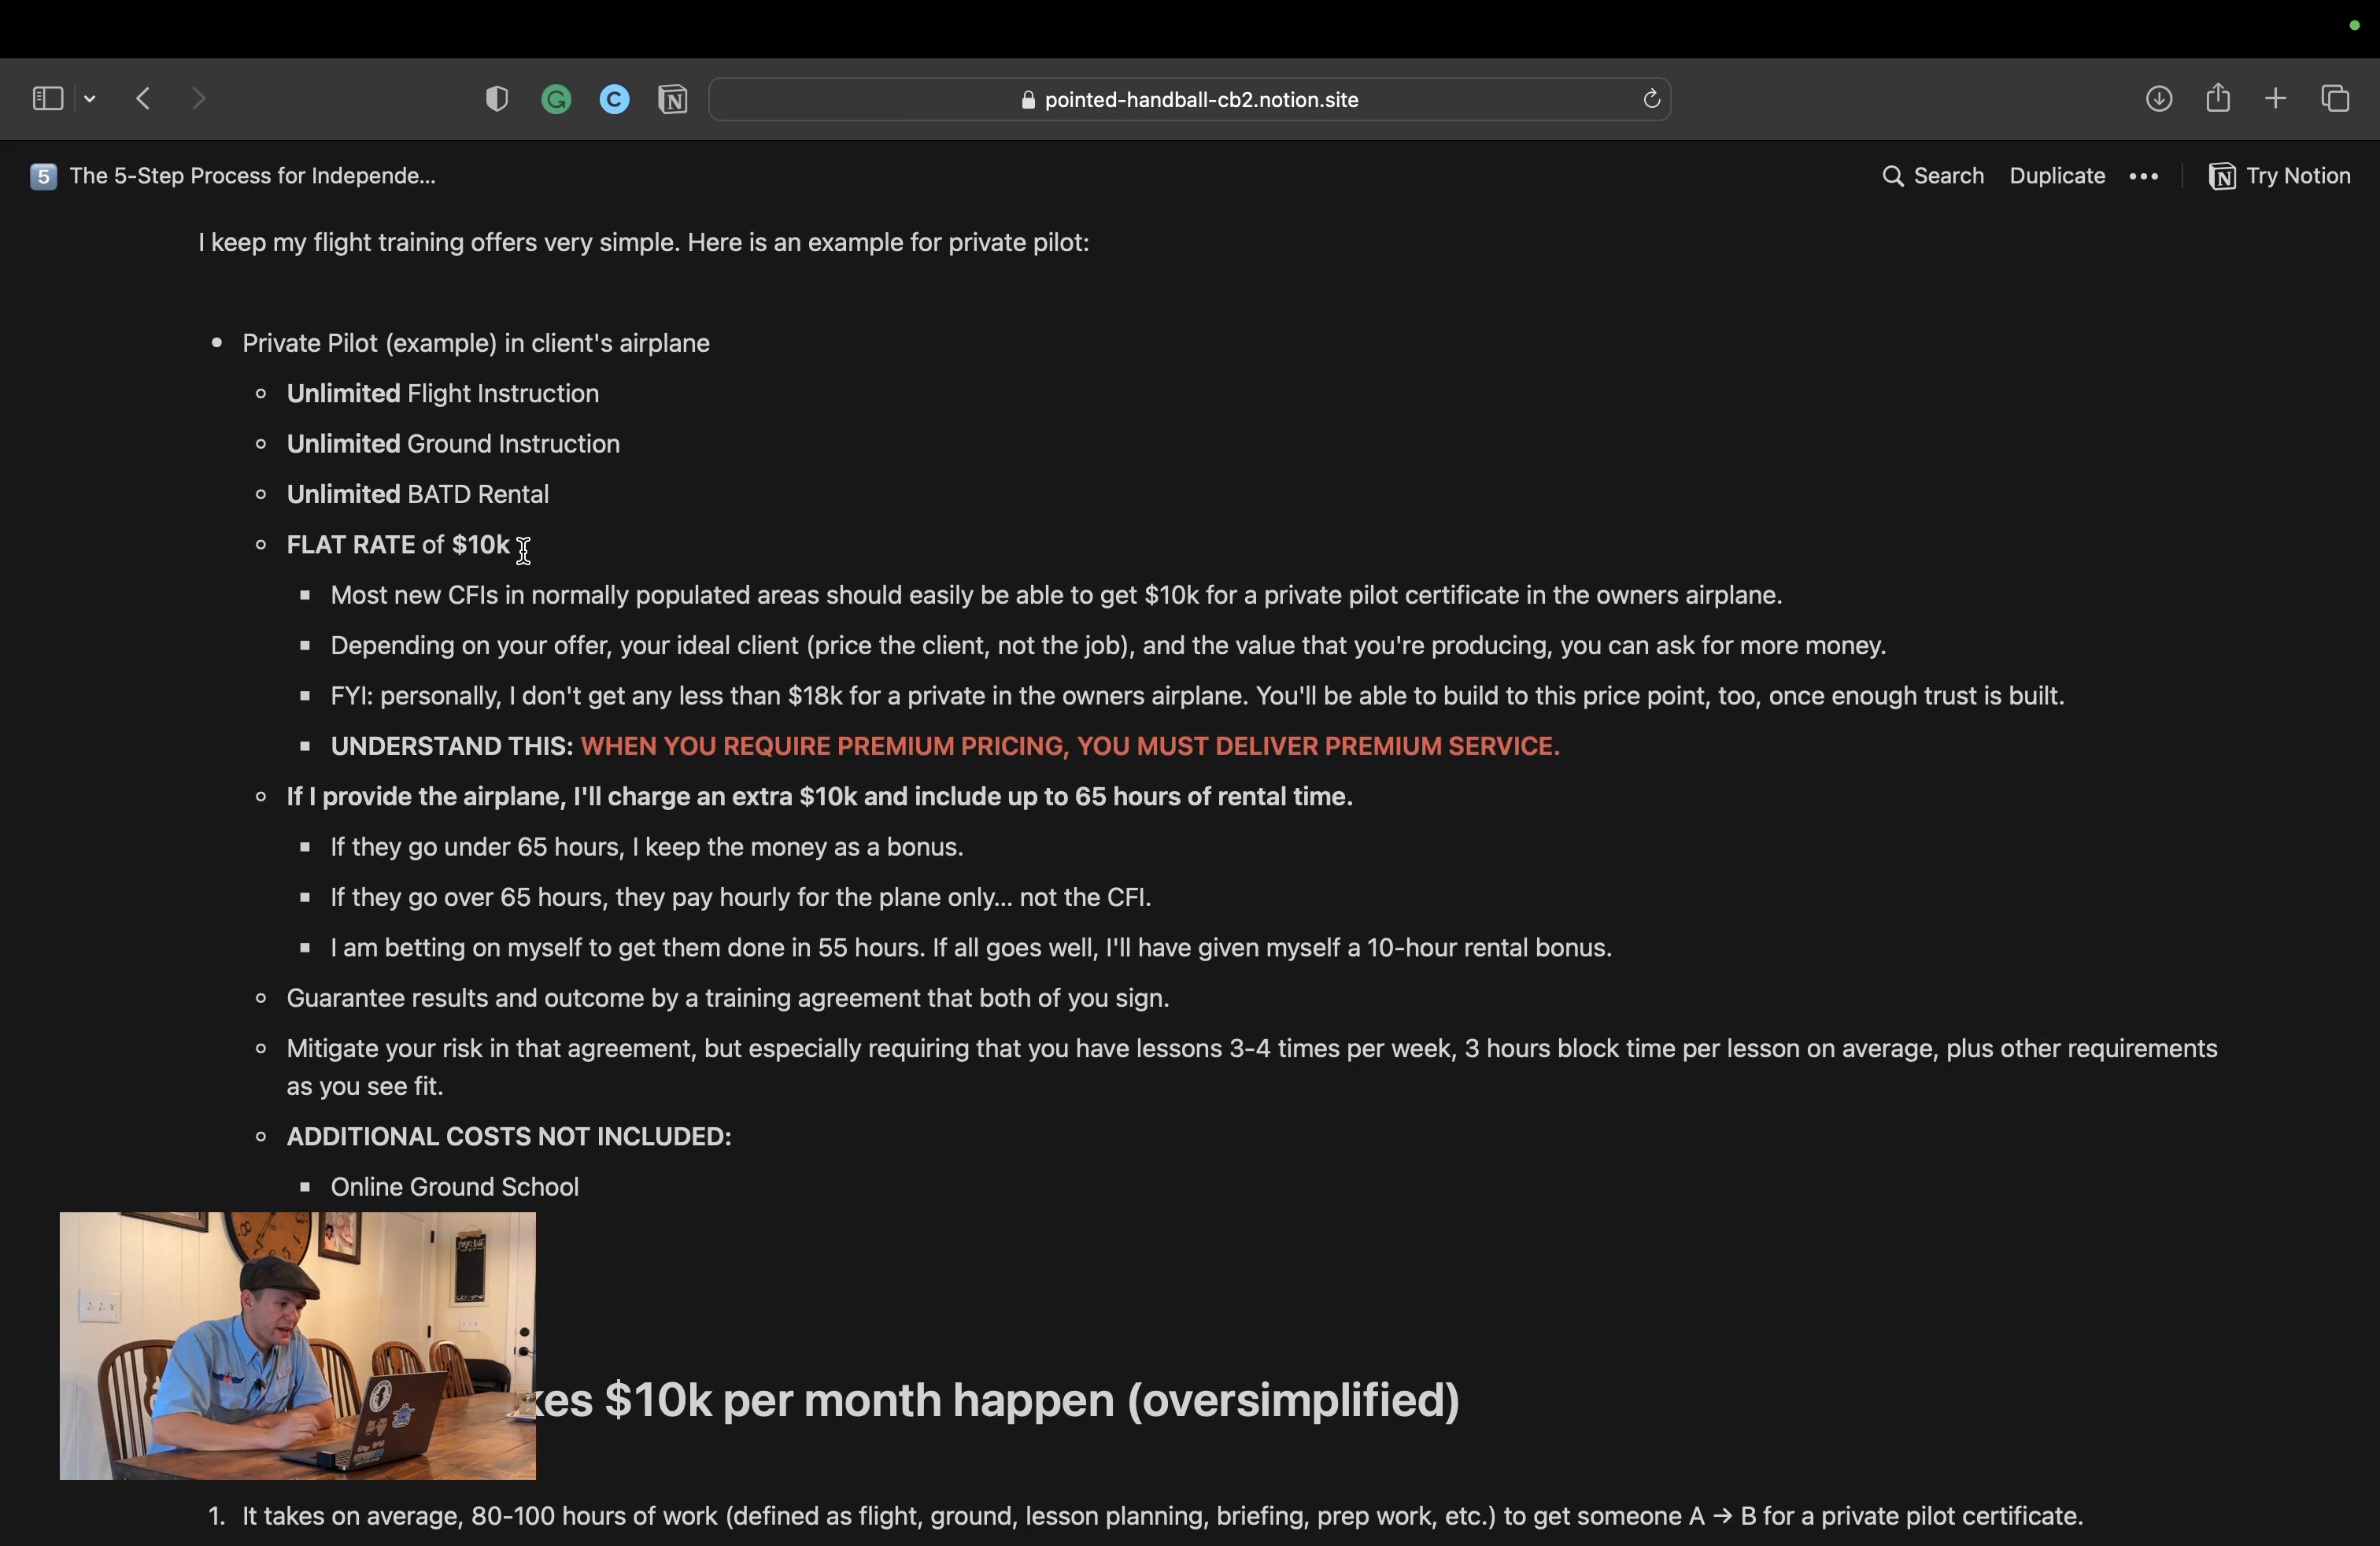 pointed-handball-cb2.notion.site
5 The 5-Step Process for Independe...
Search Duplicate ••• Try Notion
I keep my flight training offers very simple. Here is an example for private pilot:
• Private Pilot (example) in client's airplane
◦ Unlimited Flight Instruction
◦ Unlimited Ground Instruction
◦ Unlimited BATD Rental
◦ FLAT RATE of $10k
▪ Most new CFIs in normally populated areas should easily be able to get $10k for a private pilot certificate in the owners airplane.
▪ Depending on your offer, your ideal client (price the client, not the job), and the value that you're producing, you can ask for more money.
▪ FYI: personally, I don't get any less than $18k for a private in the owners airplane. You'll be able to build to this price point, too, once enough trust is built.
▪ UNDERSTAND THIS: WHEN YOU REQUIRE PREMIUM PRICING, YOU MUST DELIVER PREMIUM SERVICE.
◦ If I provide the airplane, I'll charge an extra $10k and include up to 65 hours of rental time.
▪ If they go under 65 hours, I keep the money as a bonus.
▪ If they go over 65 hours, they pay hourly for the plane only... not the CFI.
▪ I am betting on myself to get them done in 55 hours. If all goes well, I'll have given myself a 10-hour rental bonus.
◦ Guarantee results and outcome by a training agreement that both of you sign.
◦ Mitigate your risk in that agreement, but especially requiring that you have lessons 3-4 times per week, 3 hours block time per lesson on average, plus other requirements
as you see fit.
◦ ADDITIONAL COSTS NOT INCLUDED:
▪ Online Ground School
kes $10k per month happen (oversimplified)
1. It takes on average, 80-100 hours of work (defined as flight, ground, lesson planning, briefing, prep work, etc.) to get someone A → B for a private pilot certificate.